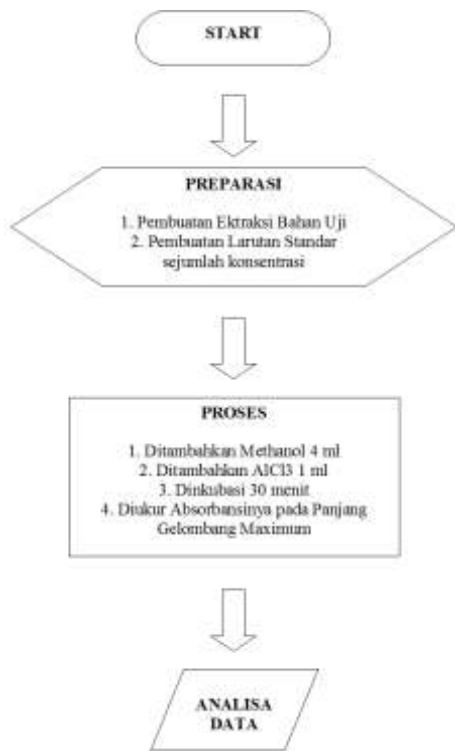 START
PREPARASI
1. Pembuatan Ektraksi Bahan Uji
2. Pembuatan Larutan Standar
sejumlah konsentrasi
PROSES
1. Ditambahkan Methanol 4 ml
2. Ditambahkan AlCl3 1 ml
3. Dinkubasi 30 menit
4. Diukur Absorbansinya pada Panjang
Gelombang Maximum
ANALISA
DATA